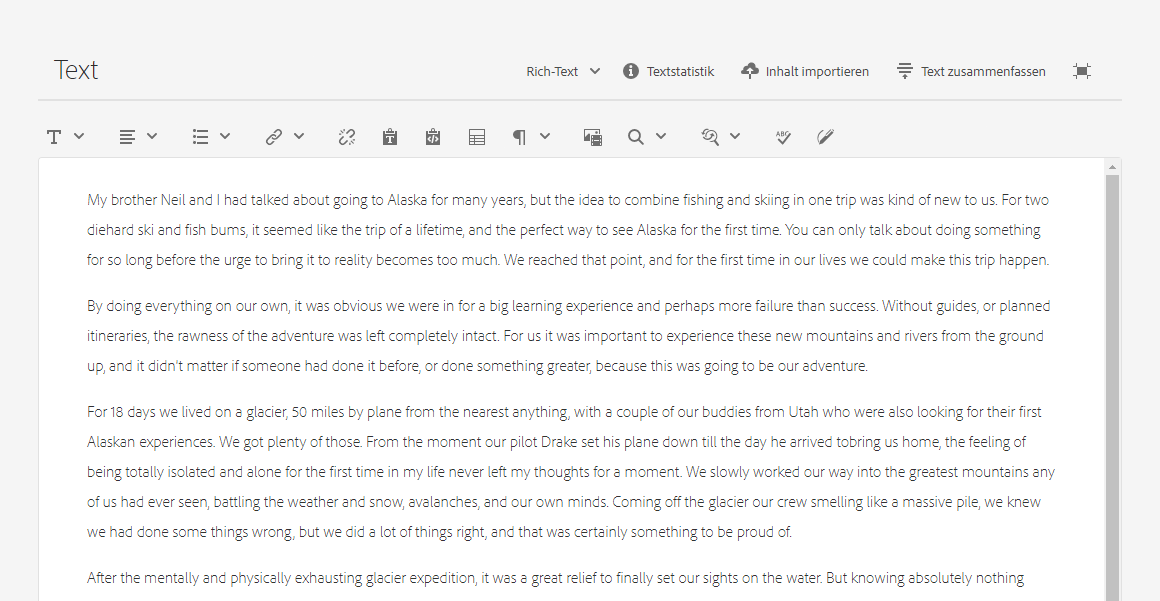 Text
Rich-Text
Textstatistik
Inhalt importieren
Text zusammenfassen
T
T
ABC
My brother Neil and I had talked about going to Alaska for many years, but the idea to combine fishing and skiing in one trip was kind of new to us. For two
diehard ski and fish bums, it seemed like the trip of a lifetime, and the perfect way to see Alaska for the first time. You can only talk about doing something
for so long before the urge to bring it to reality becomes too much. We reached that point, and for the first time in our lives we could make this trip happen.
By doing everything on our own, it was obvious we were in for a big learning experience and perhaps more failure than success. Without guides, or planned
itineraries, the rawness of the adventure was left completely intact. For us it was important to experience these new mountains and rivers from the ground
up, and it didn't matter if someone had done it before, or done something greater, because this was going to be our adventure.
For 18 days we lived on a glacier, 50 miles by plane from the nearest anything, with a couple of our buddies from Utah who were also looking for their first
Alaskan experiences. We got plenty of those. From the moment our pilot Drake set his plane down till the day he arrived tobring us home, the feeling of
being totally isolated and alone for the first time in my life never left my thoughts for a moment. We slowly worked our way into the greatest mountains any
of us had ever seen, battling the weather and snow, avalanches, and our own minds. Coming off the glacier our crew smelling like a massive pile, we knew
we had done some things wrong, but we did a lot of things right, and that was certainly something to be proud of.
After the mentally and physically exhausting glacier expedition, it was a great relief to finally set our sights on the water. But knowing absolutely nothing